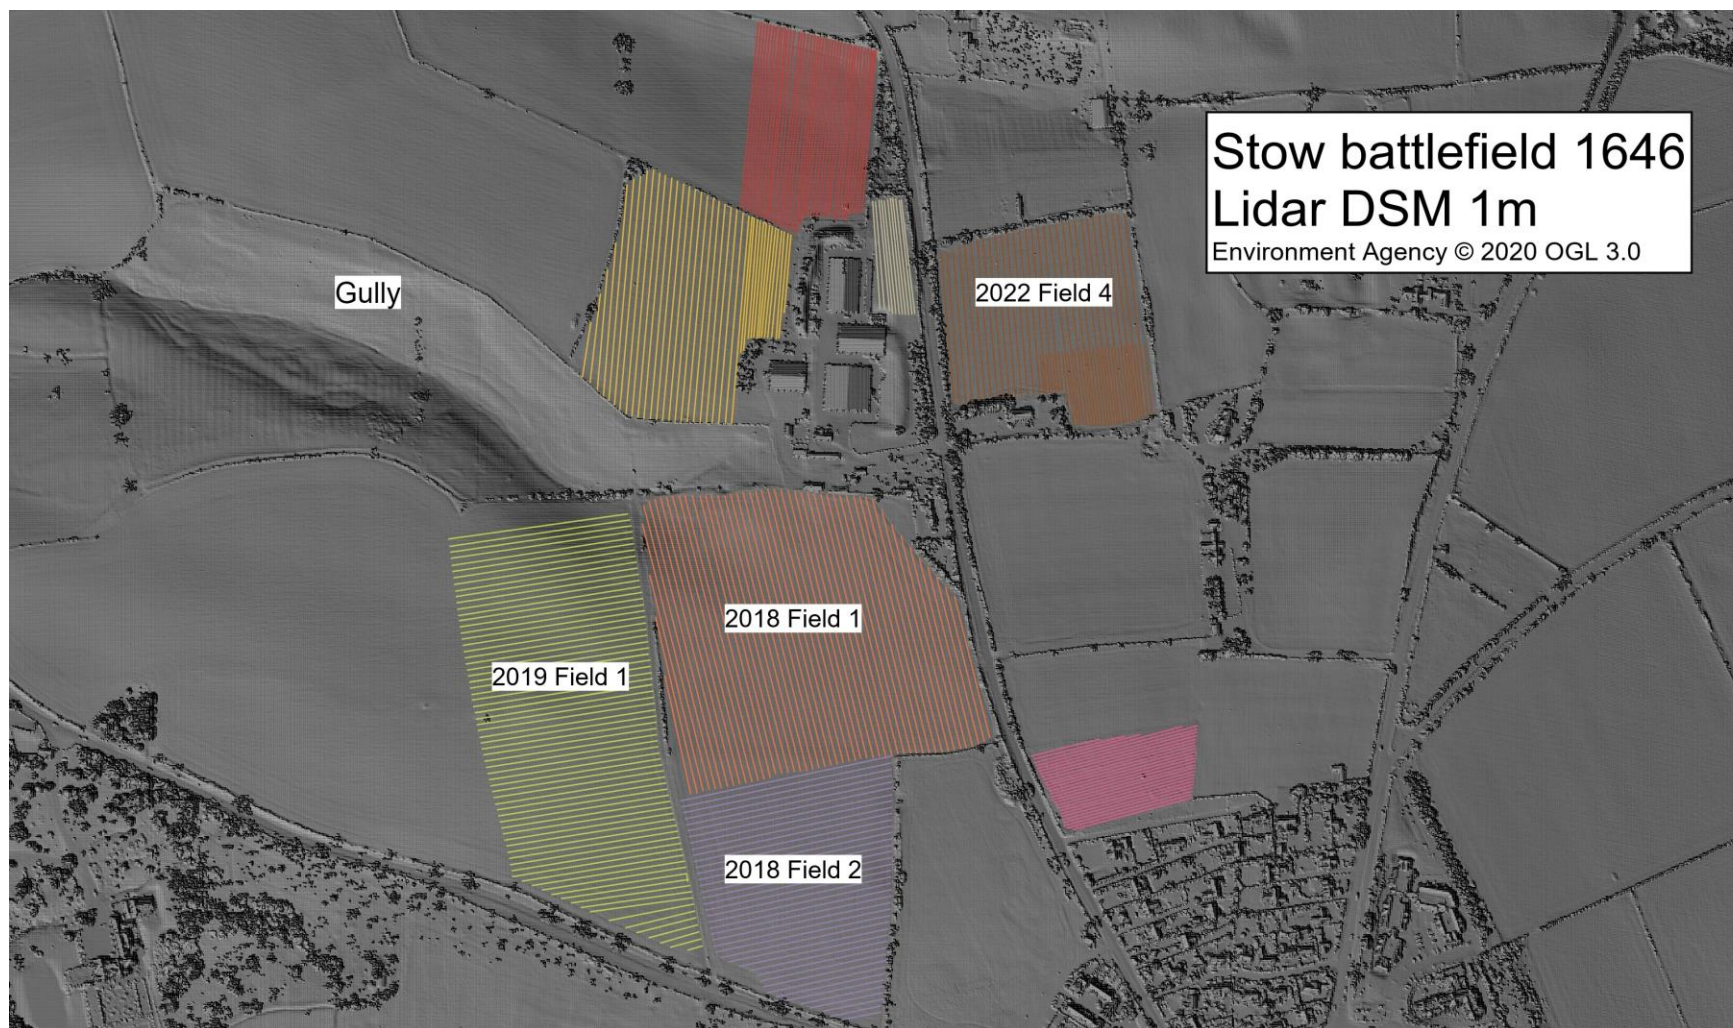 Stow battlefield 1646
Lidar DSM 1m
Environment Agency © 2020 OGL 3.0
Gully
2022 Field 4
2018 Field 1
2019 Field 1
2018 Field 2